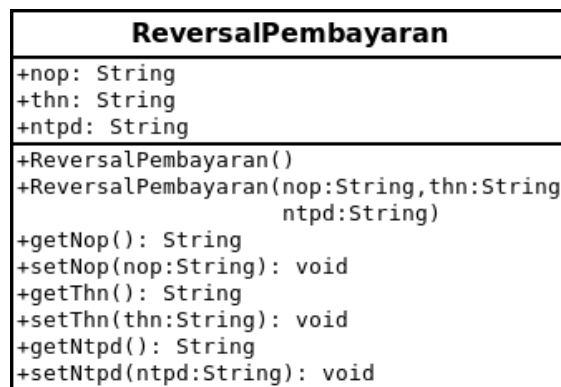 ReversalPembayaran
+nop: String
+thn: String
+ntpd: String
+ReversalPembayaran()
+ReversalPembayaran(nop:String,thn:String
ntpd:String)
+getNop(): String
+setNop(nop:String): void
+getThn(): String
+setThn(thn:String): void
+getNtpd(): String
+setNtpd(ntpd:String): void